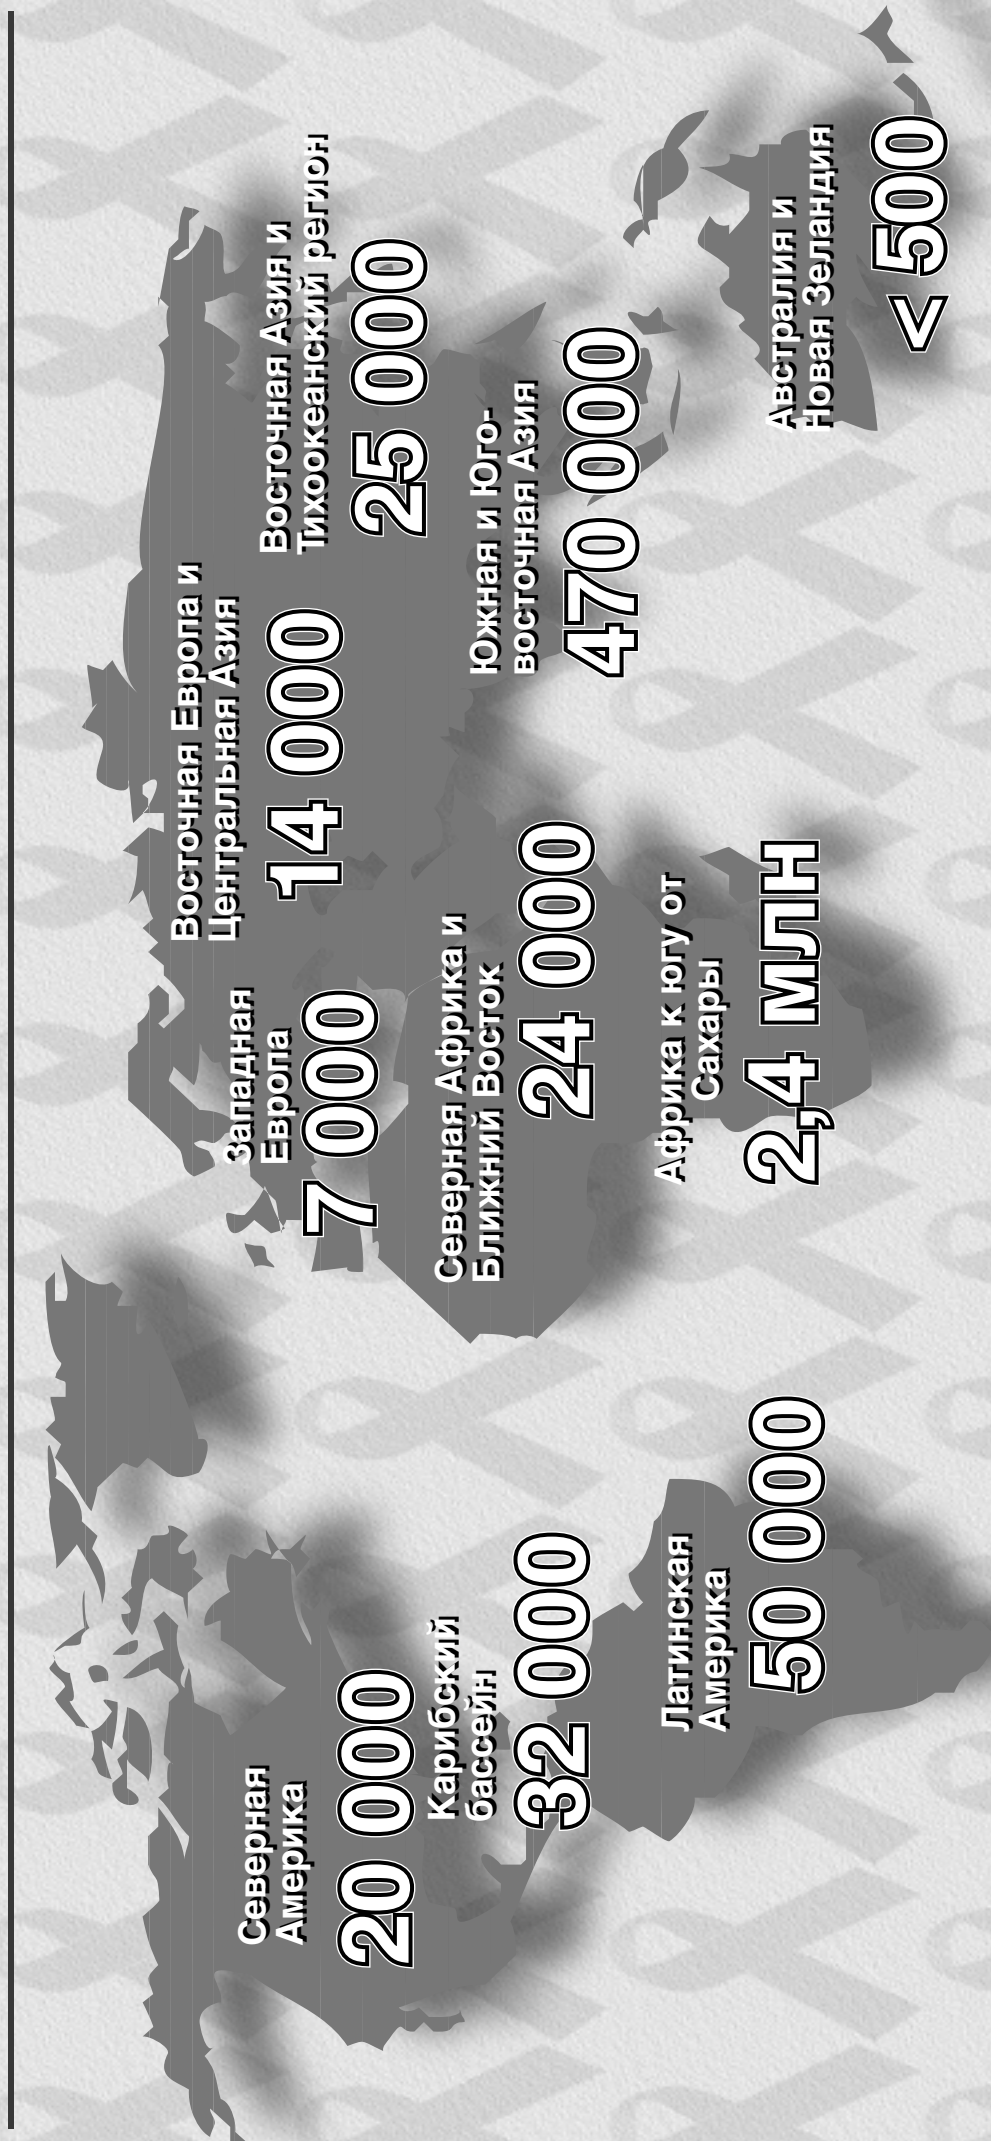 Северная
Америка
20 000
Карибский
бассейн
32 000
Латинская
Америка
50 000
Западная
Европа
7 000
Северная Африка и
Ближний Восток
24 000
Африка к югу от
Сахары
2,4 млн
Восточная Европа и
Центральная Азия
14 000
Восточная Азия и
Тихоокеанский регион
25 000
Южная и Юго-
восточная Азия
470 000
Австралия и
Новая Зеландия
< 500